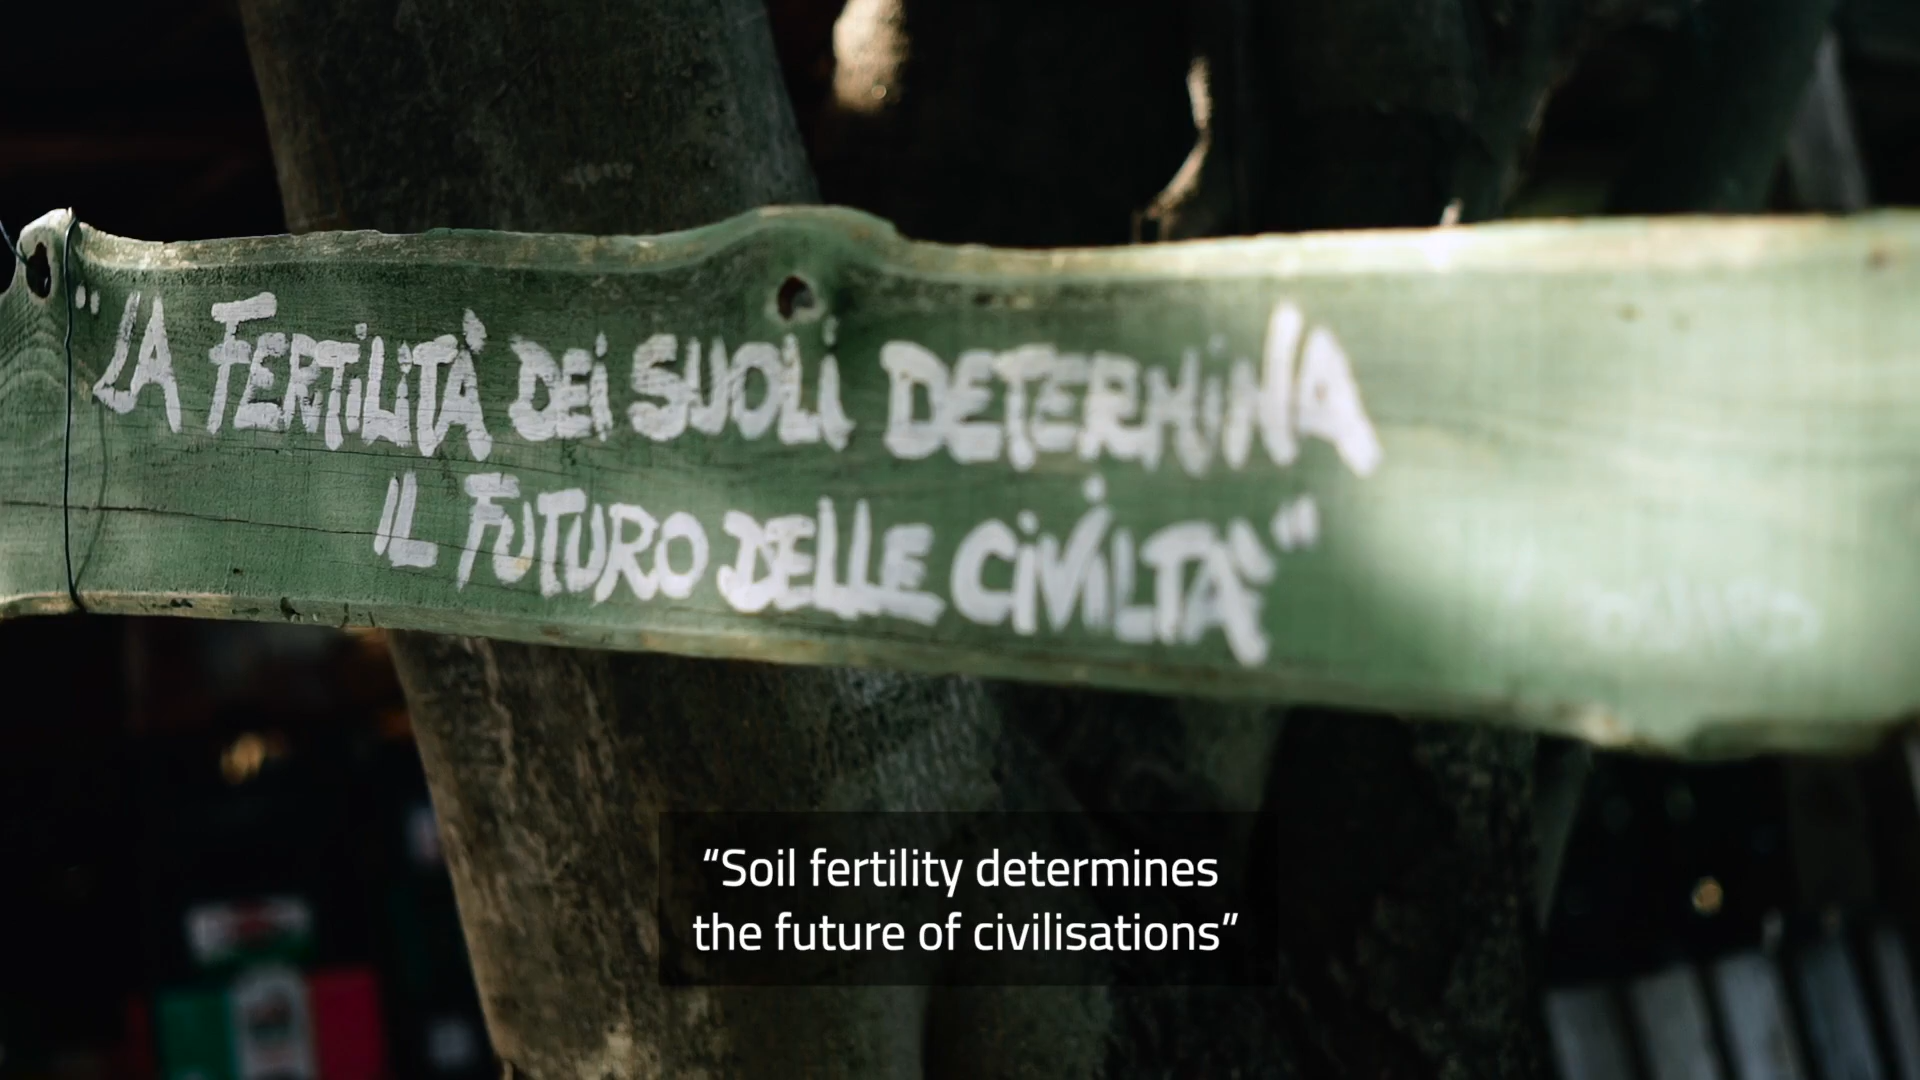 "LA FERTILITÀ DEI SUOLI DETERMINA
IL FUTURO DELLE CIVILTÀ"
“Soil fertility determines
the future of civilisations”